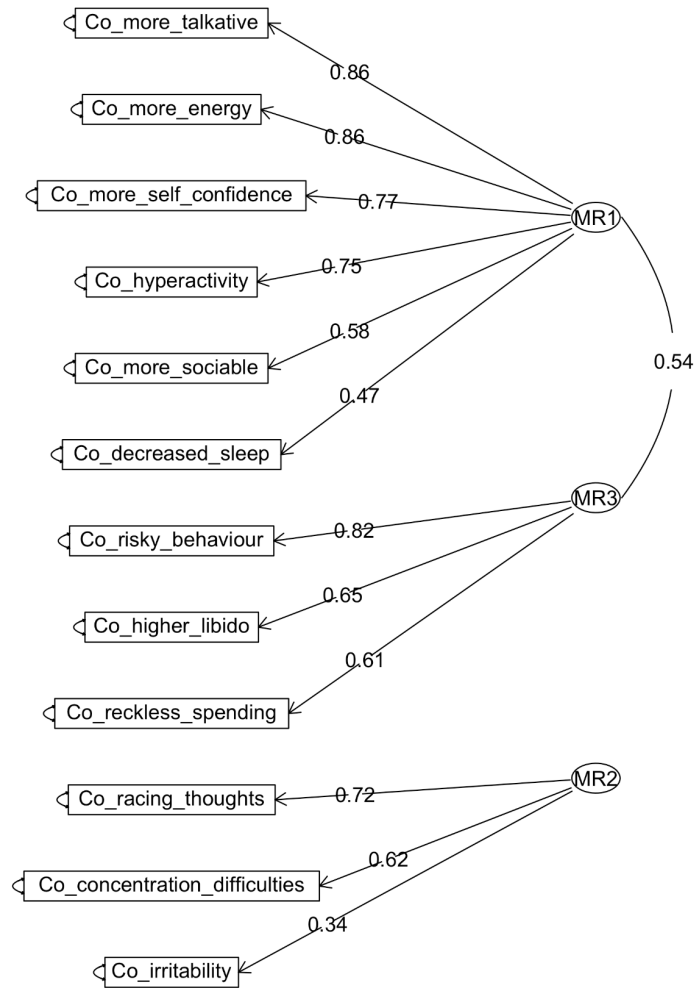 Co_more_talkative
0.86
Co_more_energy
0.86
Co_more_self_confidence
0.77
MR1
Co_hyperactivity
0.75
Co_more_sociable
0.58
0.54
Co_decreased_sleep
0.47
MR3
Co_risky_behaviour
0.82
Co_higher_libido
0.65
Co_reckless_spending
0.61
MR2
Co_racing_thoughts
0.72
Co_concentration_difficulties
0.62
Co_irritability
0.34